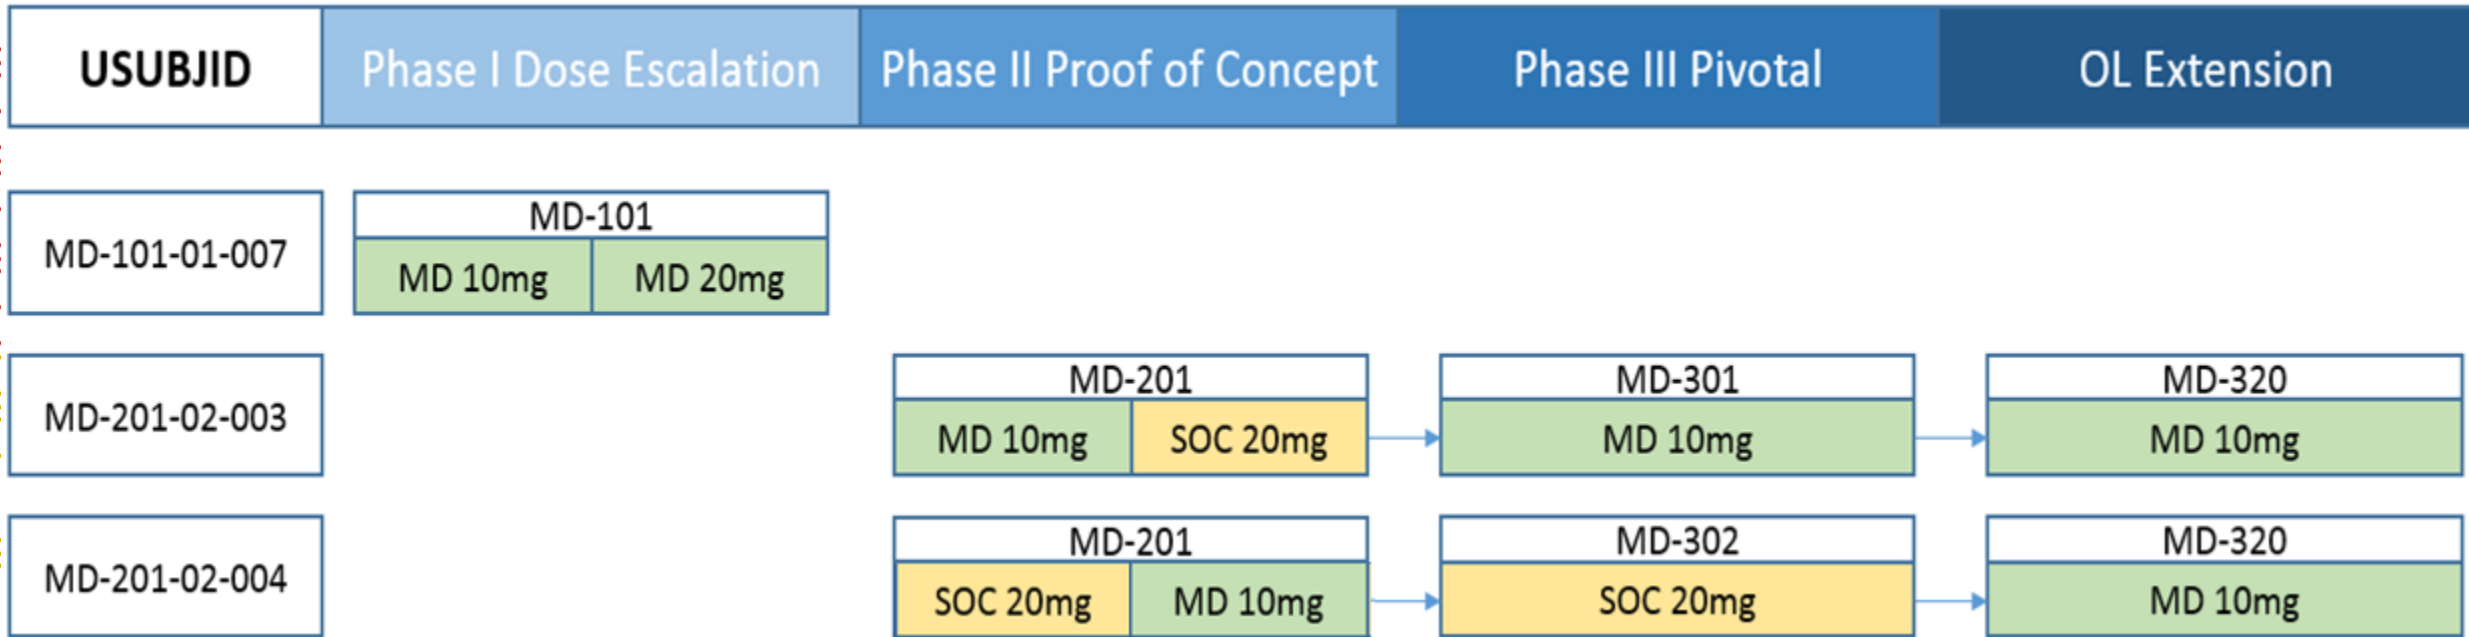 USUBJID Phase I Dose Escalation Phase II Proof of Concept Phase III Pivotal OL Extension
MD-101
MD-101-01-007
MD 10mg MD 20mg
MD-201 MD-301 MD-320
MD-201-02-003
MD 10mg SOC 20mg MD 10mg MD 10mg
MD-201 MD-302 MD-320
MD-201-02-004
SOC 20mg MD 10mg SOC 20mg MD 10mg